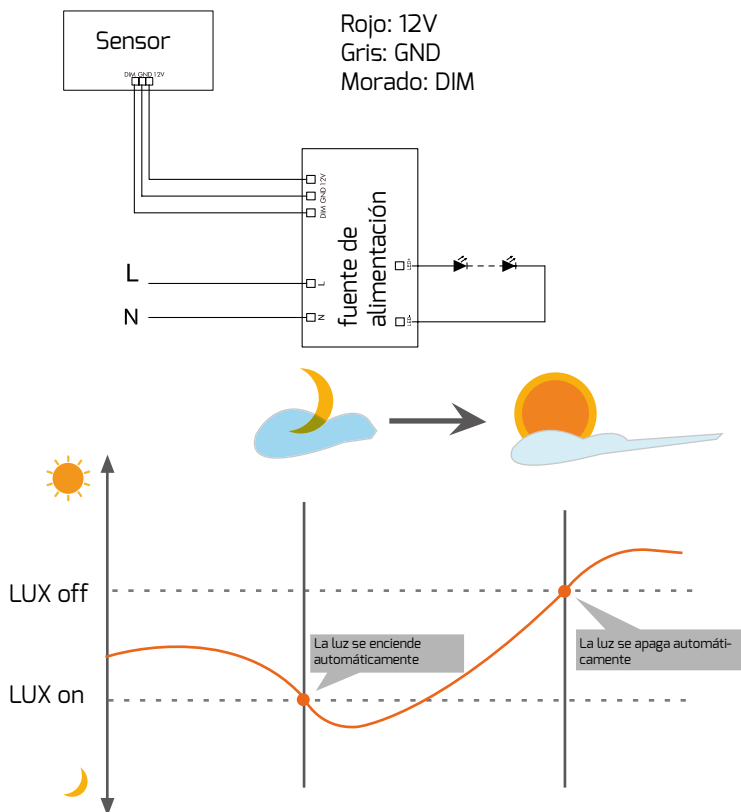 Sensor
DIM GND 12V
Rojo: 12V
Gris: GND
Morado: DIM
DIM GND 12V
L
N
L
N
fuente de
alimentación
LED+
LED-
LUX off
LUX on
La luz se enciende
automáticamente
La luz se apaga automáti-
camente